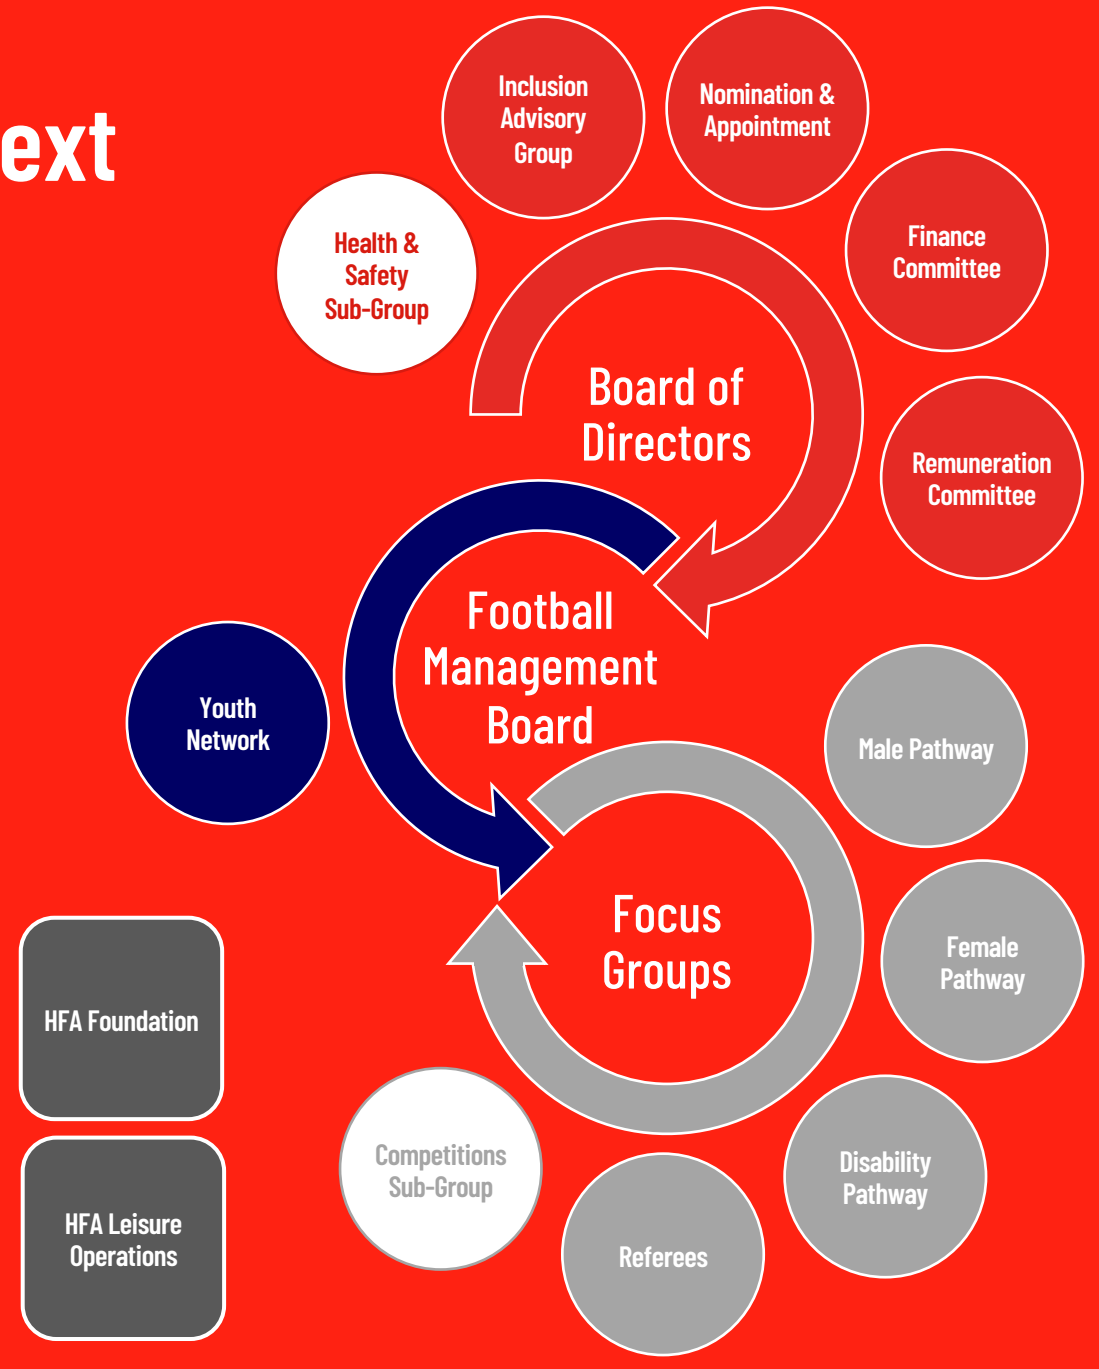 ext
Inclusion
Advisory
Group
Nomination &
Appointment
Health &
Safety
Sub-Group
Finance
Committee
Board of
Directors
Remuneration
Committee
Football
Management
Board
Youth
Network
Male Pathway
Focus
Groups
Female
Pathway
HFA Foundation
Competitions
Sub-Group
Disability
Pathway
HFA Leisure
Operations
Referees